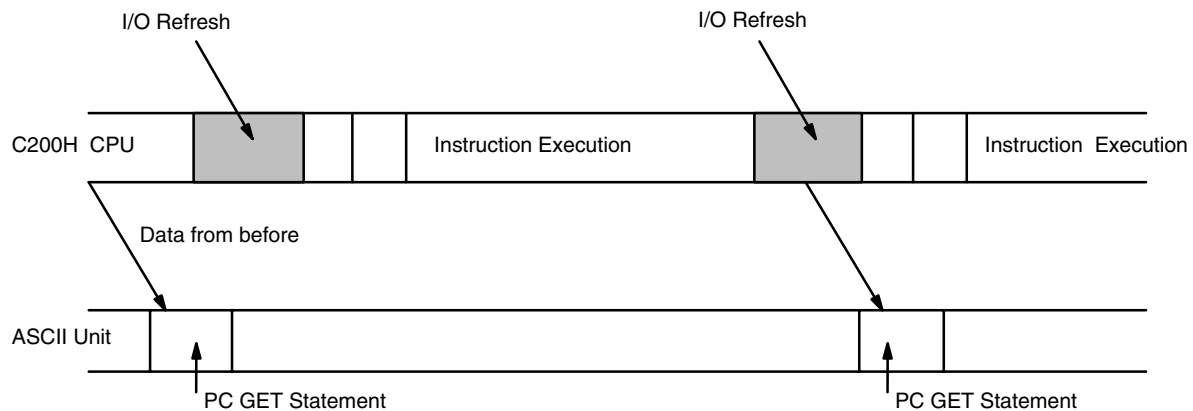 I/O Refresh
I/O Refresh
C200H CPU
Instruction Execution
Instruction Execution
Data from before
ASCII Unit
PC GET Statement
PC GET Statement